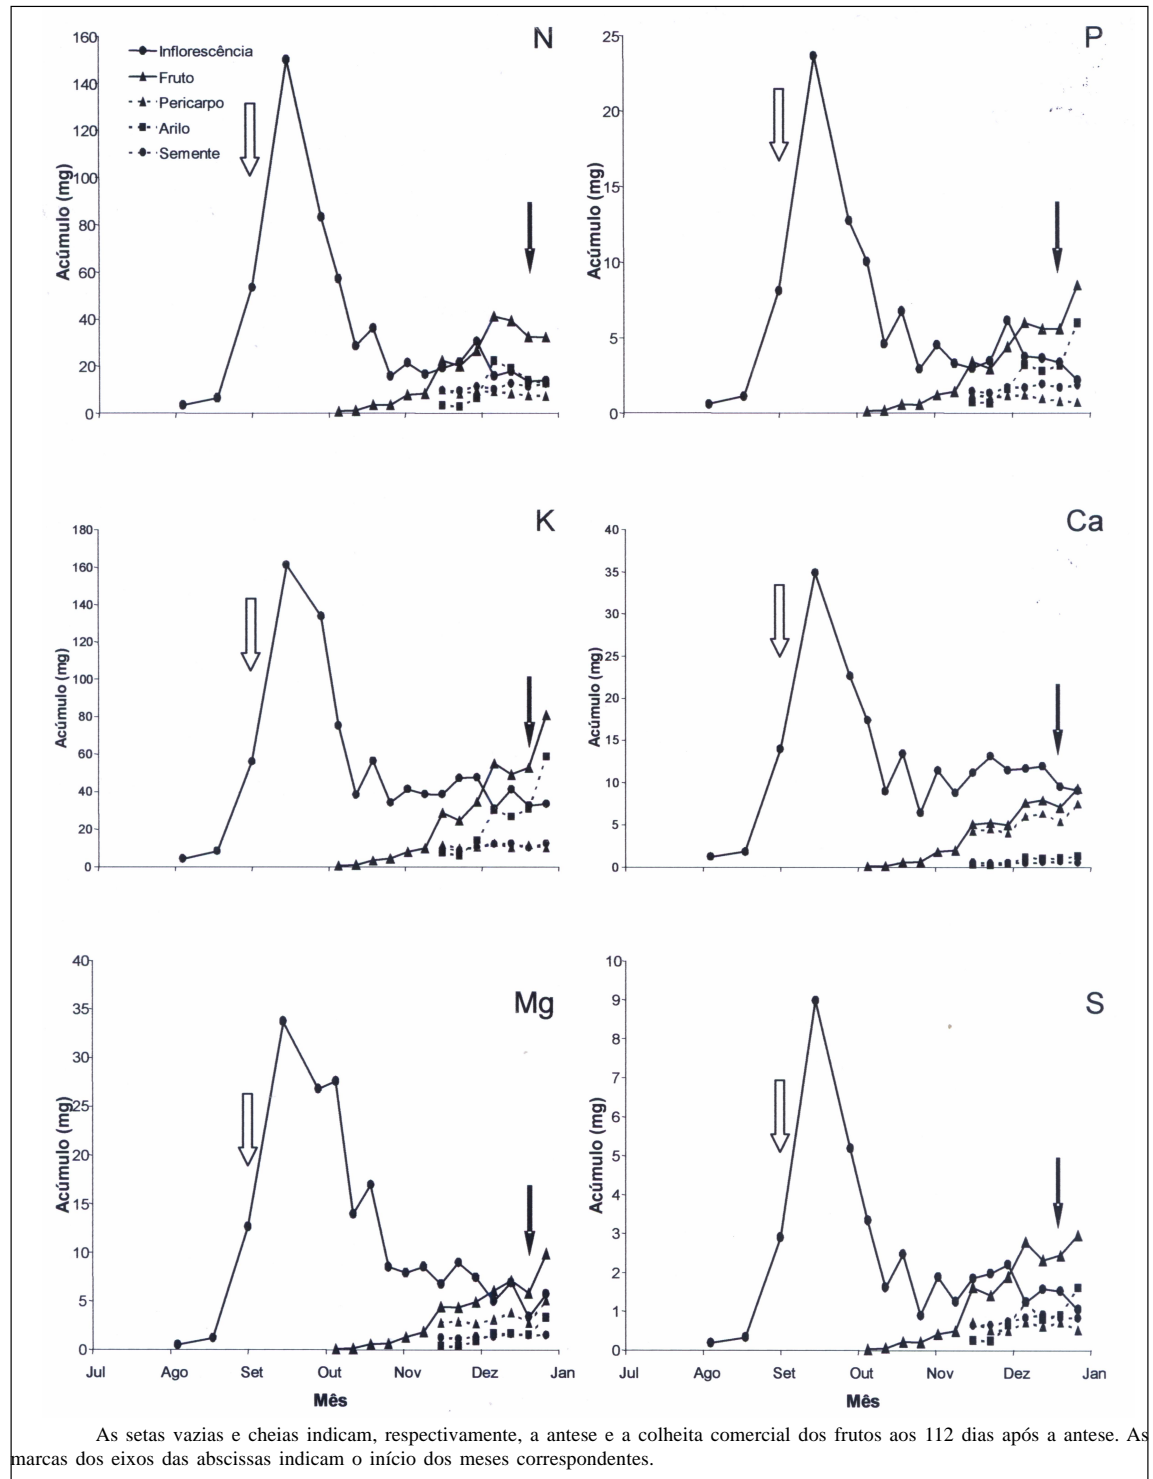 N
160
140
120
100
80
60
40
20
0
Acúmulo (mg)
Inflorescência
Fruto
Pericarpo
Arilo
Semente
P
25
20
15
10
5
0
Acúmulo (mg)
K
180
160
140
120
100
80
60
40
20
0
Acúmulo (mg)
Ca
40
35
30
25
20
15
10
5
0
Acúmulo (mg)
Mg
40
35
30
25
20
15
10
5
0
Acúmulo (mg)
Jul Ago Set Out Nov Dez Jan
Mês
S
10
9
8
7
6
5
4
3
2
1
0
Acúmulo (mg)
Jul Ago Set Out Nov Dez Jan
Mês
As setas vazias e cheias indicam, respectivamente, a antese e a colheita comercial dos frutos aos 112 dias após a antese. As
marcas dos eixos das abscissas indicam o início dos meses correspondentes.